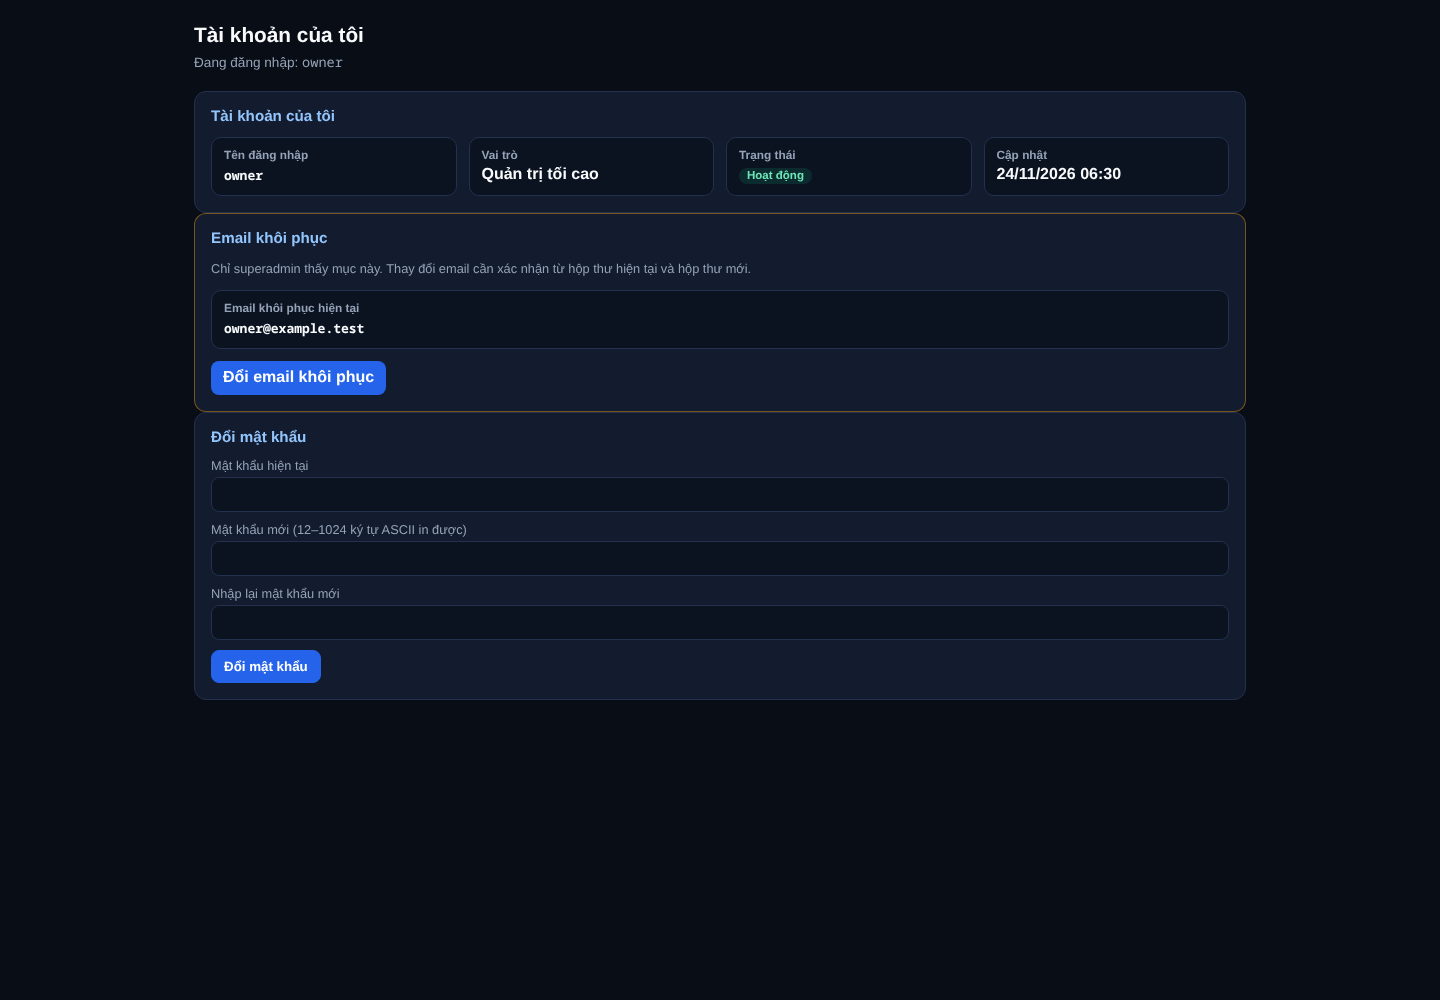 Tài khoản của tôi
Đang đăng nhập: owner
Tài khoản của tôi
Tên đăng nhập
owner
Vai trò
Quản trị tối cao
Trạng thái
Hoạt động
Cập nhật
24/11/2026 06:30
Email khôi phục
Chỉ superadmin thấy mục này. Thay đổi email cần xác nhận từ hộp thư hiện tại và hộp thư mới.
Email khôi phục hiện tại
owner@example.test
Đổi email khôi phục
Đổi mật khẩu
Mật khẩu hiện tại
Mật khẩu mới (12–1024 ký tự ASCII in được)
Nhập lại mật khẩu mới
Đổi mật khẩu